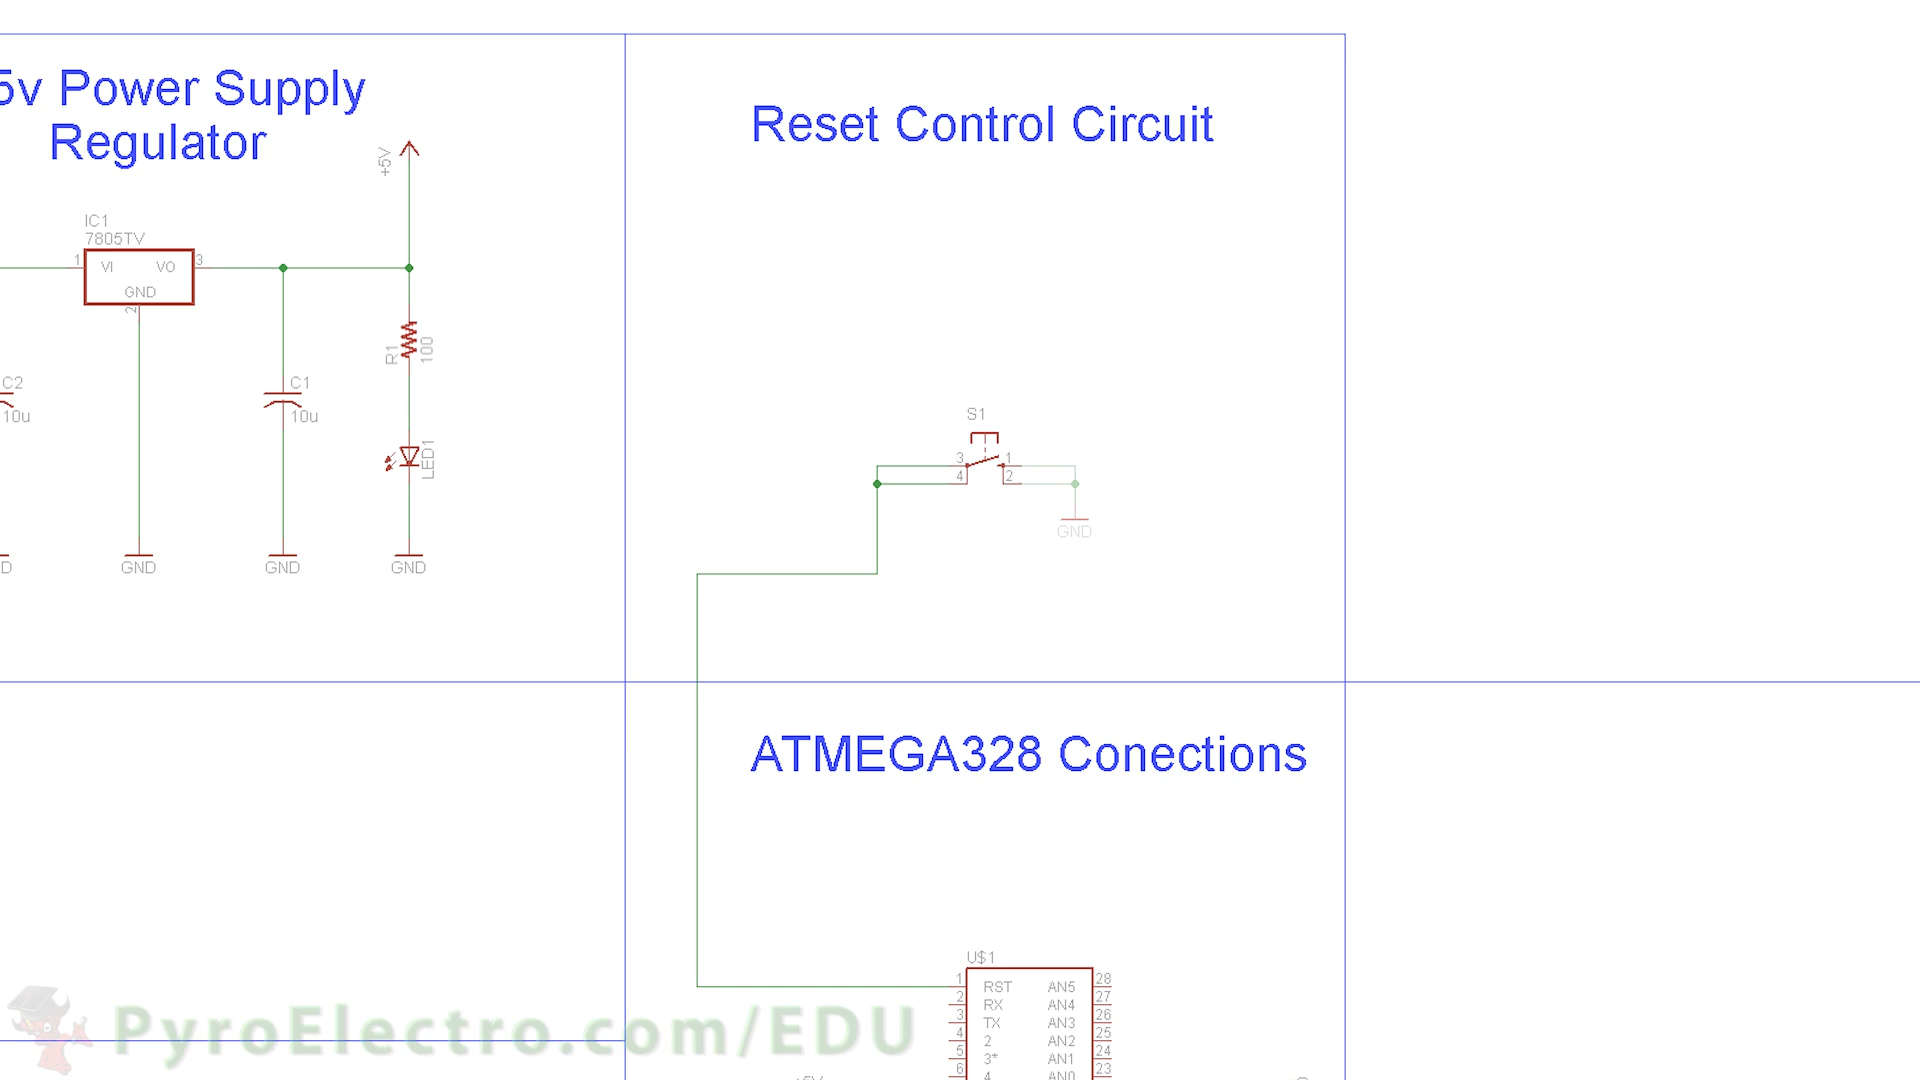 5v Power Supply
Regulator
Reset Control Circuit
+5V
IC1
7805TV
1
VI
VO
3
GND
2
R1
100
C2
10u
C1
10u
LED1
S1
3
1
4
2
GND
GND
GND
GND
ATMEGA328 Conections
U$1
1
RST
AN5
28
2
RX
AN4
27
3
TX
AN3
26
4
2
AN2
25
5
3*
AN1
24
6
4
AN0
23
PyroElectro.com/EDU